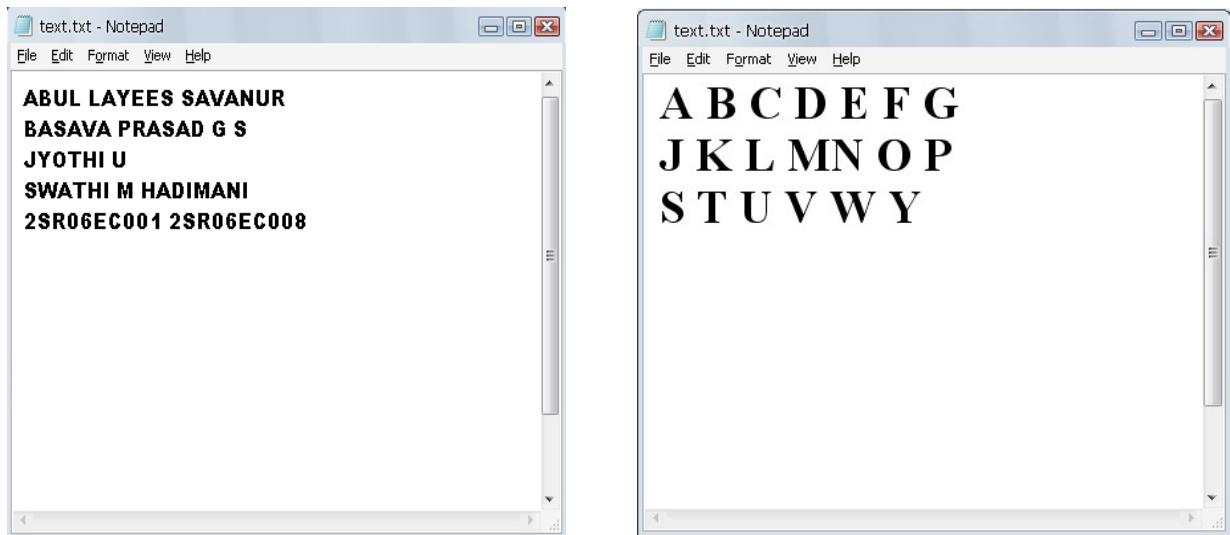 text.txt - Notepad
File Edit Format View Help
ABUL LAYEES SAVANUR
BASAVA PRASAD G S
JYOTHI U
SWATHI M HADIMANI
2SR06EC001 2SR06EC008
text.txt - Notepad
File Edit Format View Help
A B C D E F G
J K L MN O P
S T U V W Y